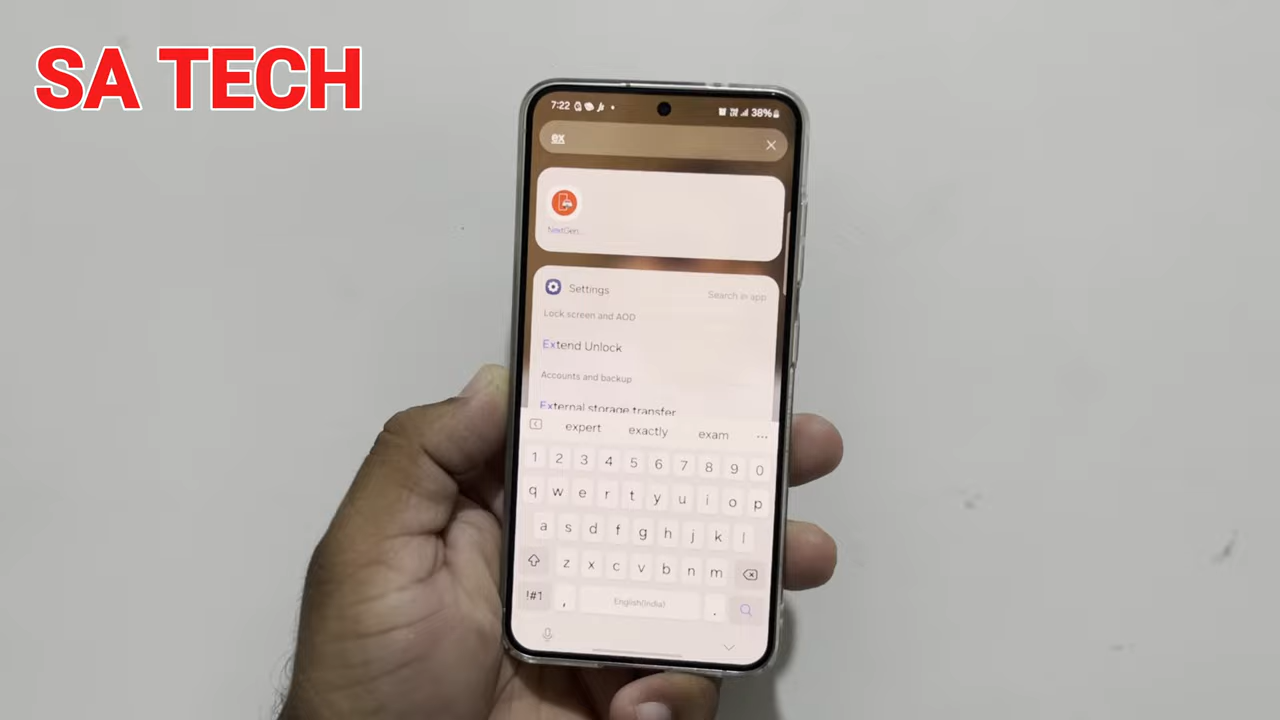 SA TECH
7:22
38%
ex
NextGen...
Settings
Search in app
Lock screen and AOD
Extend Unlock
Accounts and backup
External storage transfer
expert exactly exam
1 2 3 4 5 6 7 8 9 0
q w e r t y u i o p
a s d f g h j k l
z x c v b n m
!#1 , English(India) .